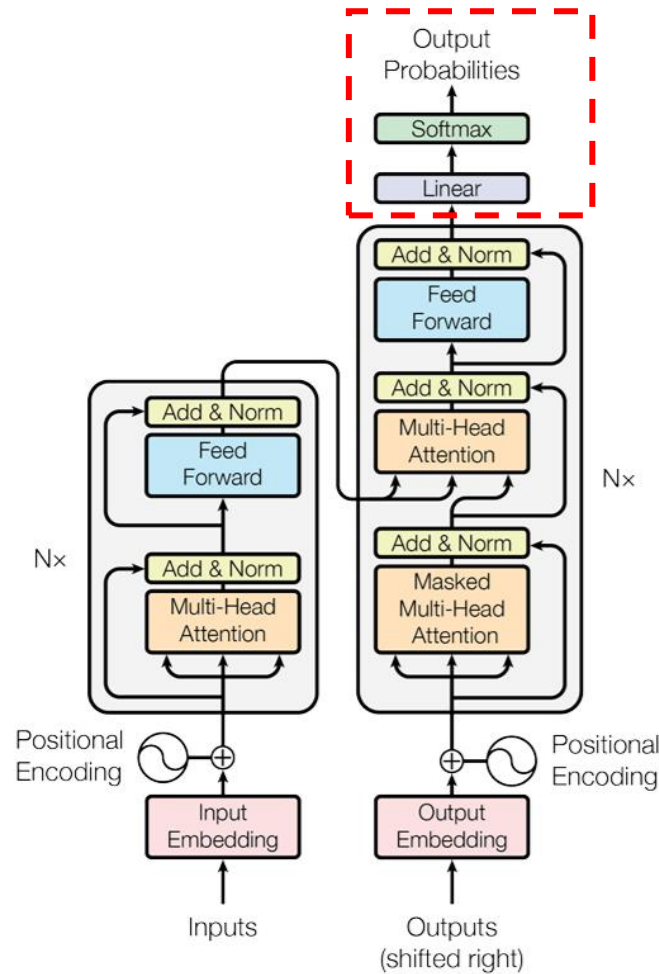 Output
Probabilities
Softmax
Linear
Add & Norm
Feed
Forward
Add & Norm
Multi-Head
Attention
Add & Norm
Masked
Multi-Head
Attention
Nx
Add & Norm
Feed
Forward
Add & Norm
Multi-Head
Attention
Nx
Positional
Encoding
Positional
Encoding
Input
Embedding
Output
Embedding
Inputs
Outputs
(shifted right)